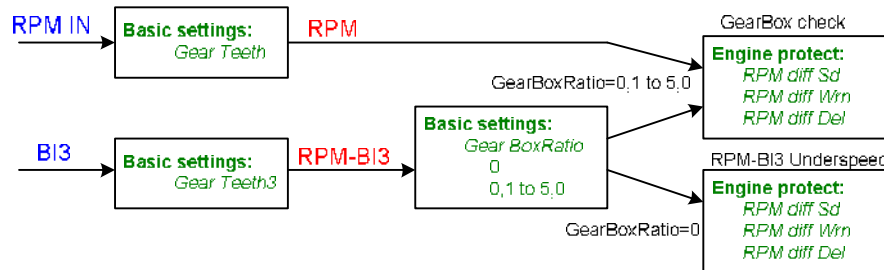 GearBox check
RPM IN
Basic settings:
Gear Teeth
RPM
Engine protect:
RPM diff Sd
RPM diff Wrn
RPM diff Del
GearBoxRatio=0,1 to 5,0
BI3
Basic settings:
Gear Teeth3
RPM-BI3
Basic settings:
Gear BoxRatio
0
0,1 to 5,0
RPM-BI3 Underspeed
Engine protect:
RPM diff Sd
RPM diff Wrn
RPM diff Del
GearBoxRatio=0